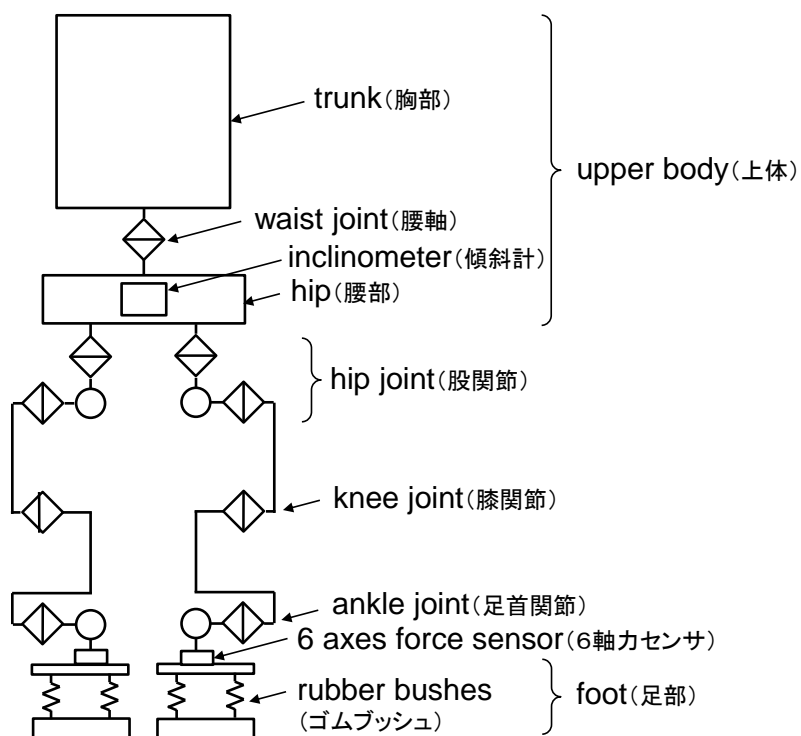 trunk(胸部)
upper body(上体)
waist joint(腰軸)
inclinometer(傾斜計)
hip(腰部)
hip joint(股関節)
knee joint(膝関節)
ankle joint(足首関節)
6 axes force sensor(6軸力センサ)
rubber bushes
(ゴムブッシュ)
foot(足部)